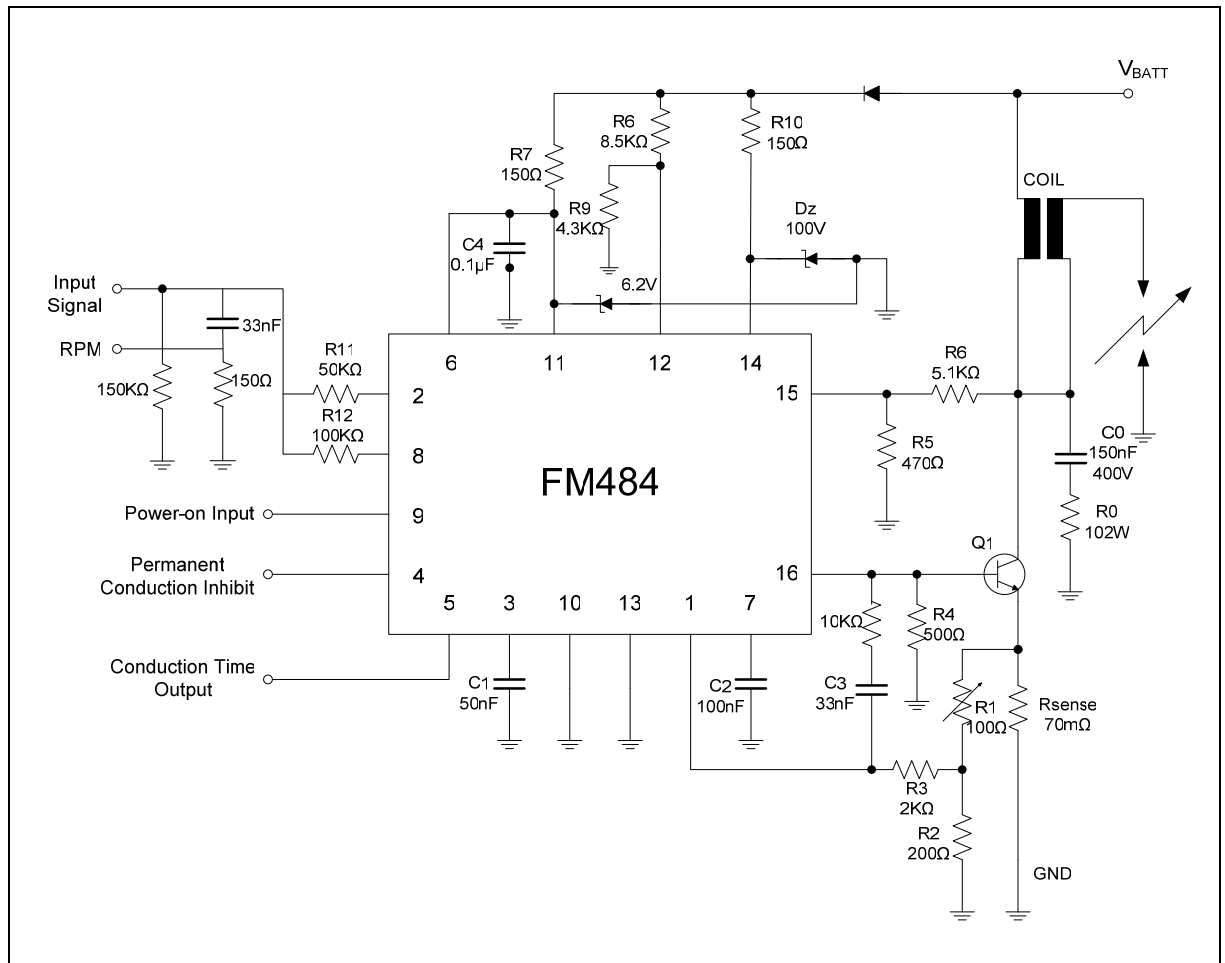 VBATT
R6
8.5KΩ
R10
150Ω
R7
150Ω
COIL
R9
4.3KΩ
Dz
100V
C4
0.1µF
6.2V
Input
Signal
33nF
RPM
150KΩ
150Ω
R11
50KΩ
R12
100KΩ
6
11
12
14
2
15
8
R6
5.1KΩ
R5
470Ω
C0
150nF
400V
R0
102W
FM484
Power-on Input
9
Permanent
Conduction Inhibit
4
16
Q1
5
3
10
13
1
7
10KΩ
R4
500Ω
Conduction Time
Output
C1
50nF
C2
100nF
C3
33nF
R1
100Ω
Rsense
70mΩ
R3
2KΩ
R2
200Ω
GND